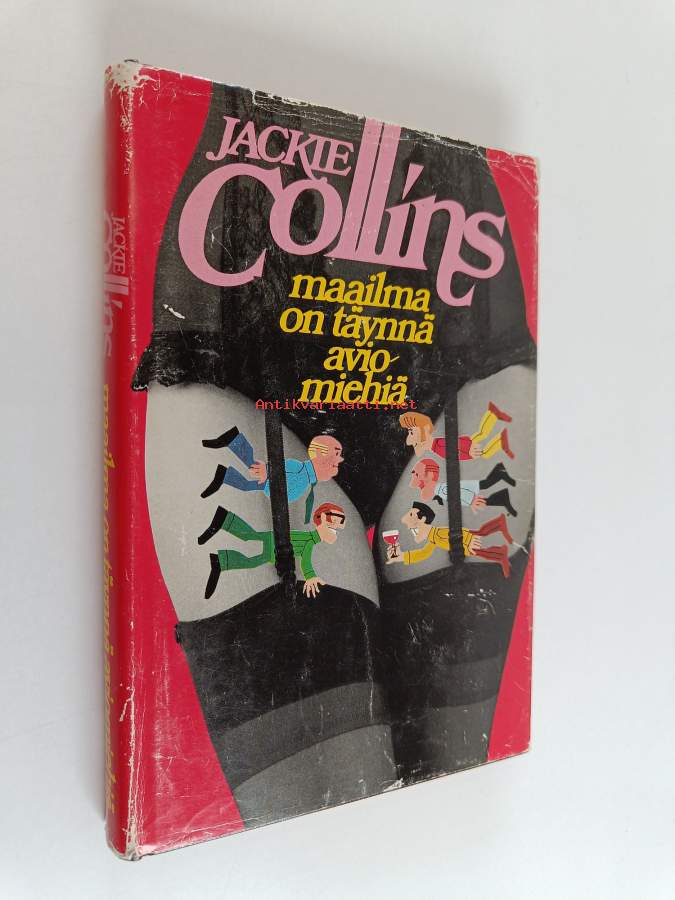 JACKIE
Collins
maailma
on täynnä
avio-
miehiä
Antikvariaatti.net
JACKIE
Collins
maailma on täynnä aviomiehiä